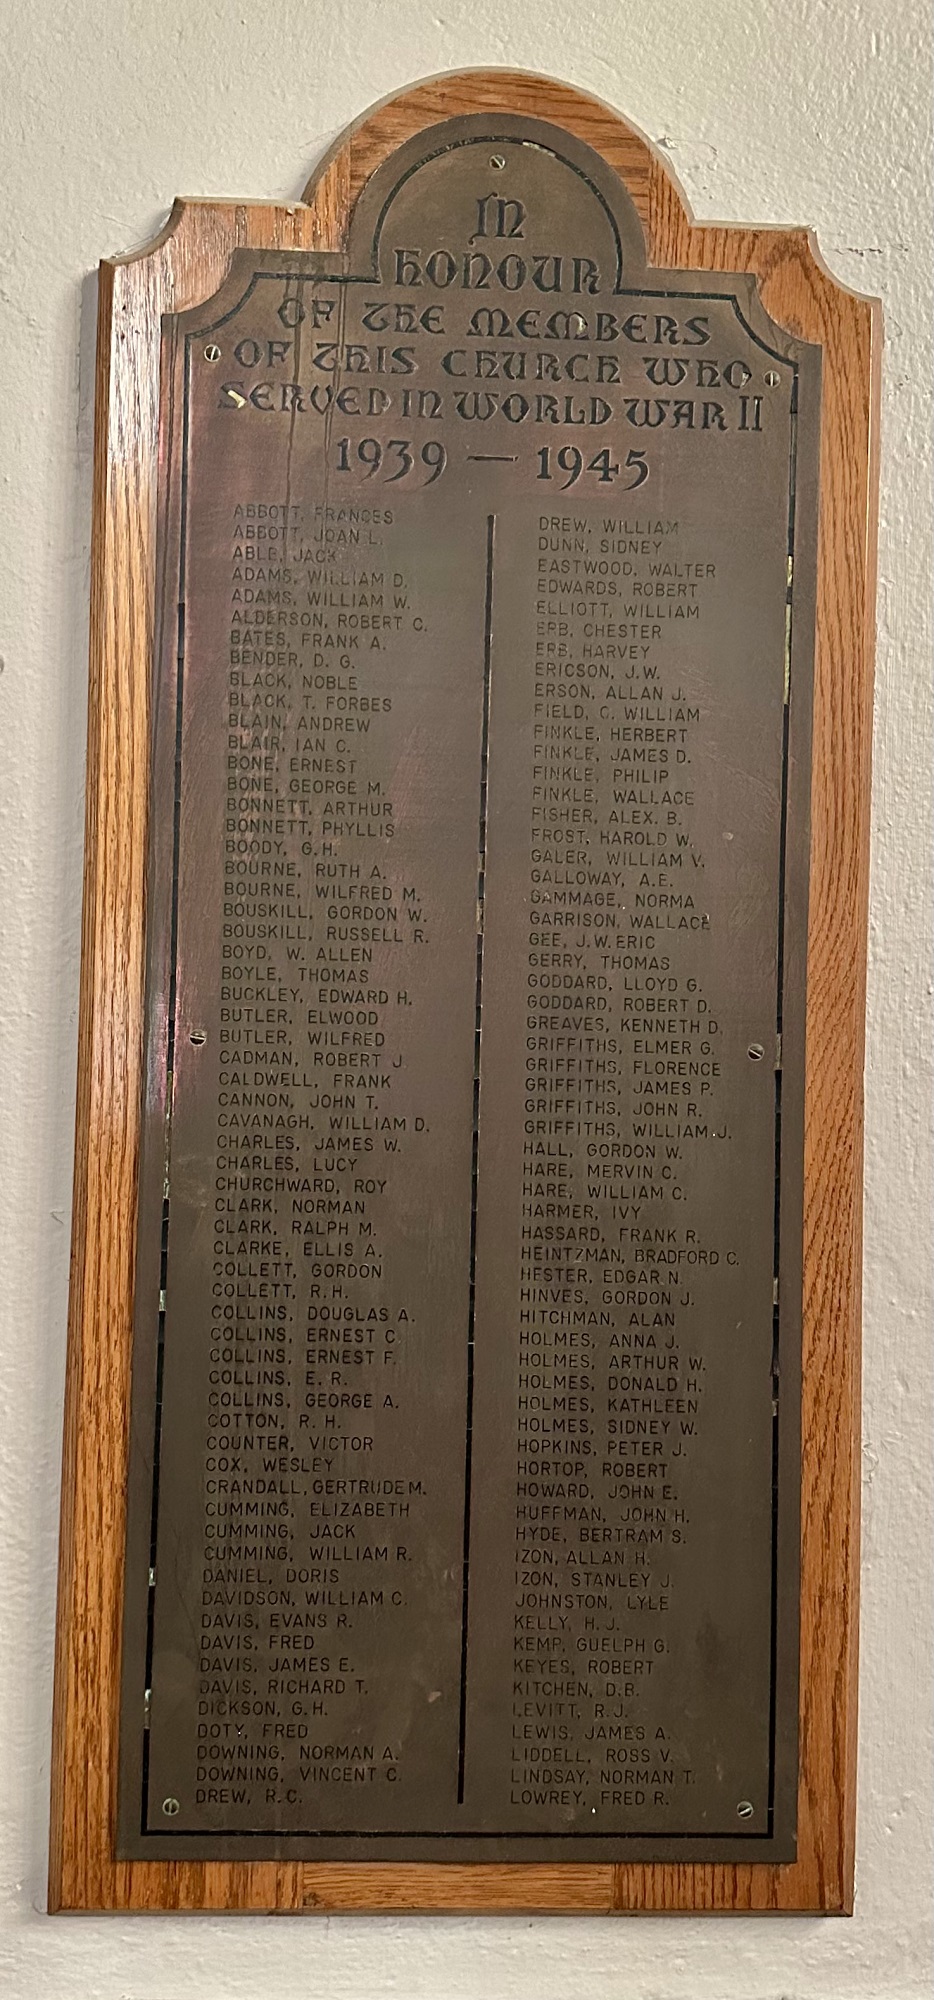 IN
HONOUR
OF THE MEMBERS
OF THIS CHURCH WHO
SERVED IN WORLD WAR II
1939 — 1945
ABBOTT, FRANCES
ABBOTT, JOAN L.
ABLE, JACK
ADAMS, WILLIAM D.
ADAMS, WILLIAM W.
ALDERSON, ROBERT C.
BATES, FRANK A.
BENDER, D. G.
BLACK, NOBLE
BLACK, T. FORBES
BLAIN, ANDREW
BLAIR, IAN C.
BONE, ERNEST
BONE, GEORGE M.
BONNETT, ARTHUR
BONNETT, PHYLLIS
BOODY, G.H.
BOURNE, RUTH A.
BOURNE, WILFRED M.
BOUSKILL, GORDON W.
BOUSKILL, RUSSELL R.
BOYD, W. ALLEN
BOYLE, THOMAS
BUCKLEY, EDWARD H.
BUTLER, ELWOOD
BUTLER, WILFRED
CADMAN, ROBERT J
CALDWELL, FRANK
CANNON, JOHN T.
CAVANAGH, WILLIAM D.
CHARLES, JAMES W.
CHARLES, LUCY
CHURCHWARD, ROY
CLARK, NORMAN
CLARK, RALPH M.
CLARKE, ELLIS A.
COLLETT, GORDON
COLLETT, R.H.
COLLINS, DOUGLAS A.
COLLINS, ERNEST C.
COLLINS, ERNEST F.
COLLINS, E. R.
COLLINS, GEORGE A.
COTTON, R. H.
COUNTER, VICTOR
COX, WESLEY
CRANDALL, GERTRUDE M.
CUMMING, ELIZABETH
CUMMING, JACK
CUMMING, WILLIAM R.
DANIEL, DORIS
DAVIDSON, WILLIAM C.
DAVIS, EVANS R.
DAVIS, FRED
DAVIS, JAMES E.
DAVIS, RICHARD T.
DICKSON, G.H.
DOTY, FRED
DOWNING, NORMAN A.
DOWNING, VINCENT C.
DREW, R.C.
DREW, WILLIAM
DUNN, SIDNEY
EASTWOOD, WALTER
EDWARDS, ROBERT
ELLIOTT, WILLIAM
ERB, CHESTER
ERB, HARVEY
ERICSON, J.W.
ERSON, ALLAN J.
FIELD, C. WILLIAM
FINKLE, HERBERT
FINKLE, JAMES D.
FINKLE, PHILIP
FINKLE, WALLACE
FISHER, ALEX. B.
FROST, HAROLD W.
GALER, WILLIAM V.
GALLOWAY, A.E.
GAMMAGE, NORMA
GARRISON, WALLACE
GEE, J.W. ERIC
GERRY, THOMAS
GODDARD, LLOYD G.
GODDARD, ROBERT D.
GREAVES, KENNETH D.
GRIFFITHS, ELMER G.
GRIFFITHS, FLORENCE
GRIFFITHS, JAMES P.
GRIFFITHS, JOHN R.
GRIFFITHS, WILLIAM J.
HALL, GORDON W.
HARE, MERVIN C.
HARE, WILLIAM C.
HARMER, IVY
HASSARD, FRANK R.
HEINTZMAN, BRADFORD C.
HESTER, EDGAR N.
HINVES, GORDON J.
HITCHMAN, ALAN
HOLMES, ANNA J.
HOLMES, ARTHUR W.
HOLMES, DONALD H.
HOLMES, KATHLEEN
HOLMES, SIDNEY W.
HOPKINS, PETER J.
HORTOP, ROBERT
HOWARD, JOHN E.
HUFFMAN, JOHN H.
HYDE, BERTRAM S.
IZON, ALLAN H.
IZON, STANLEY J.
JOHNSTON, LYLE
KELLY, H. J.
KEMP, GUELPH G.
KEYES, ROBERT
KITCHEN, D.B.
LEVITT, R.J.
LEWIS, JAMES A.
LIDDELL, ROSS V.
LINDSAY, NORMAN T.
LOWREY, FRED R.